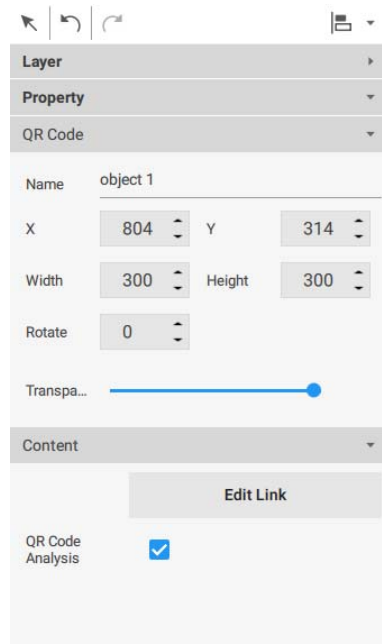 Layer
Property
QR Code
Name object 1
X 804 Y 314
Width 300 Height 300
Rotate 0
Transpa...
Content
Edit Link
QR Code
Analysis